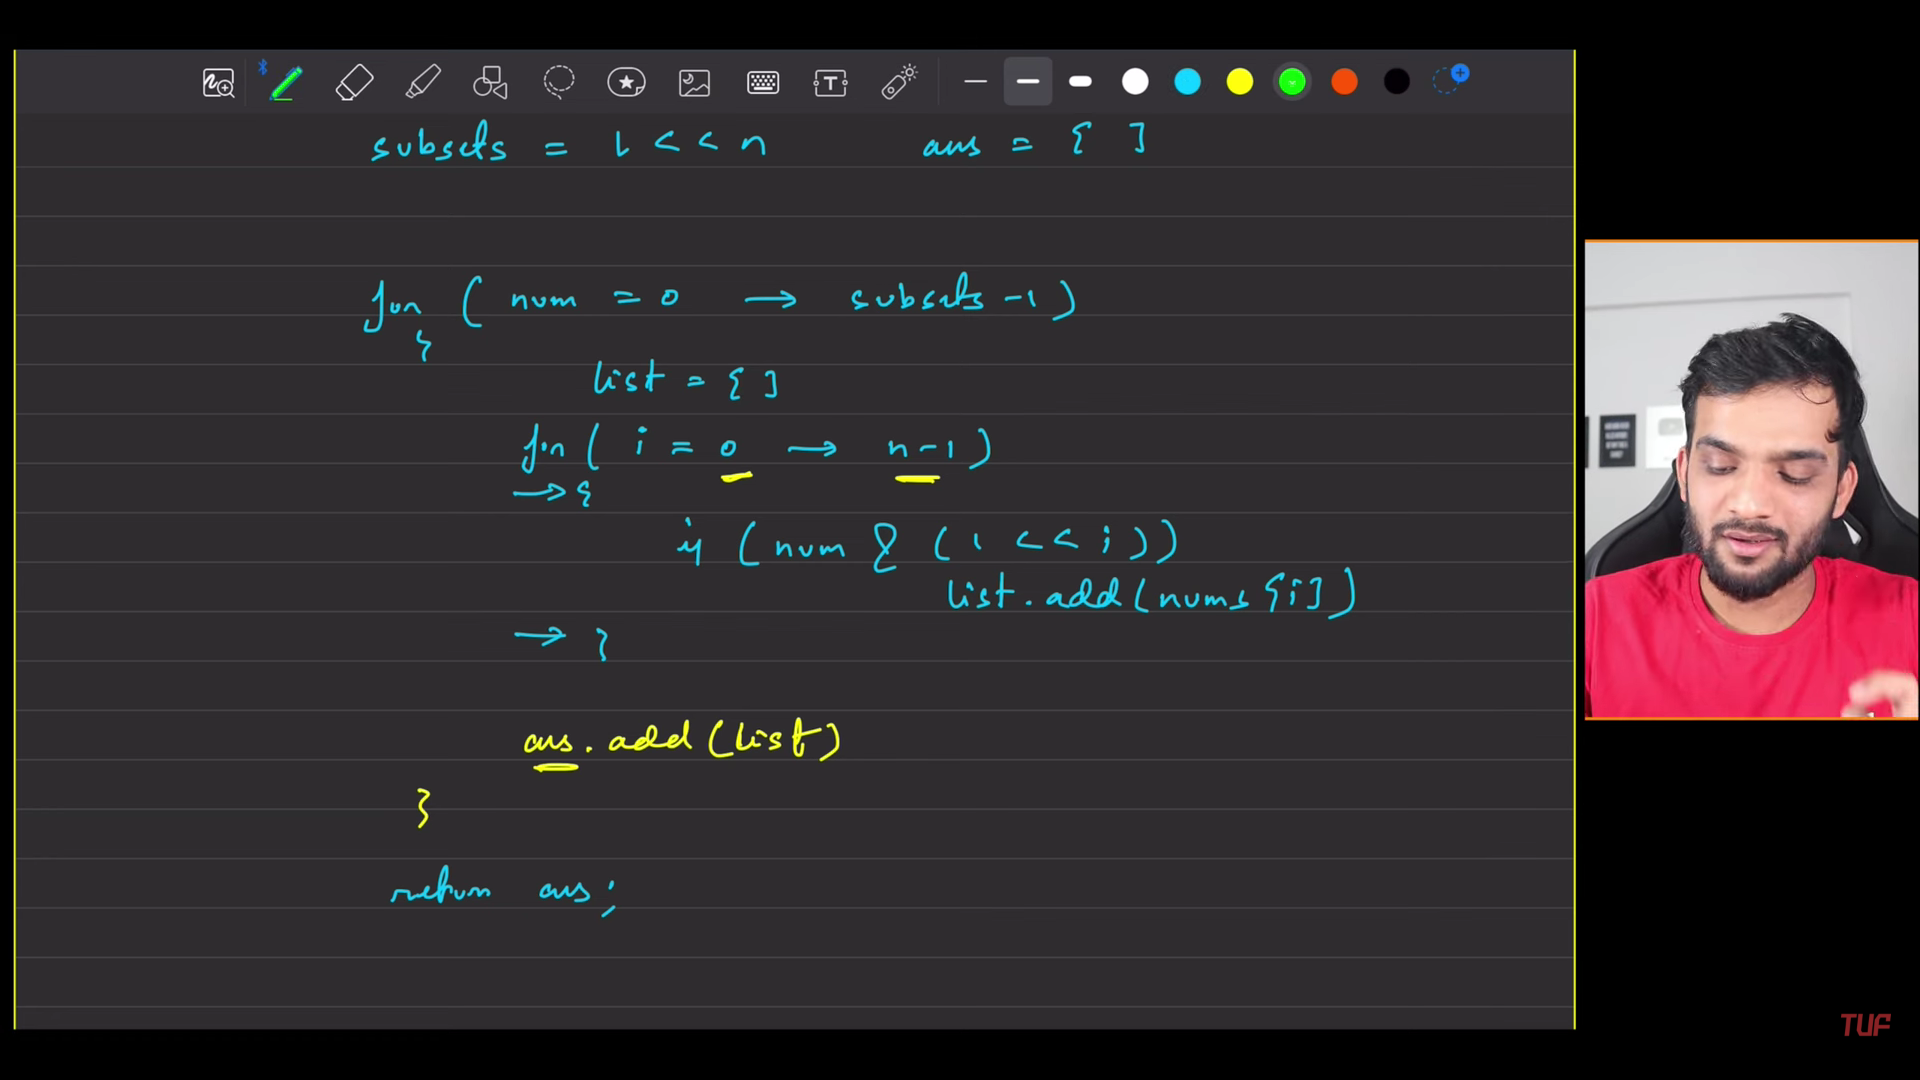 subsets = 1 << n ans = [ ]
for ( num = 0 → subsets - 1 )
{
list = [ ]
for ( i = 0 → n - 1 )
→ {
if ( num & ( 1 << i ) )
list.add(nums[i])
→ }
ans.add(list)
}
return ans;
TUF